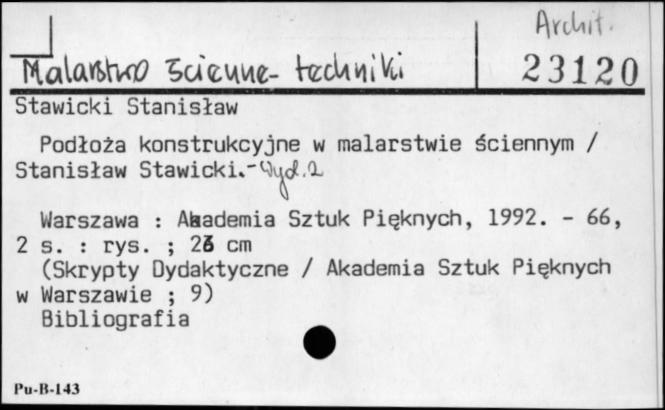 Archit.
Malarstwo ścienne - techniki
23120
Stawicki Stanisław
Podłoża konstrukcyjne w malarstwie ściennym /
Stanisław Stawicki.- Wyd. 2
Warszawa : Akademia Sztuk Pięknych, 1992. - 66,
2 s. : rys. ; 23 cm
(Skrypty Dydaktyczne / Akademia Sztuk Pięknych
w Warszawie ; 9)
Bibliografia
Pu-B-143